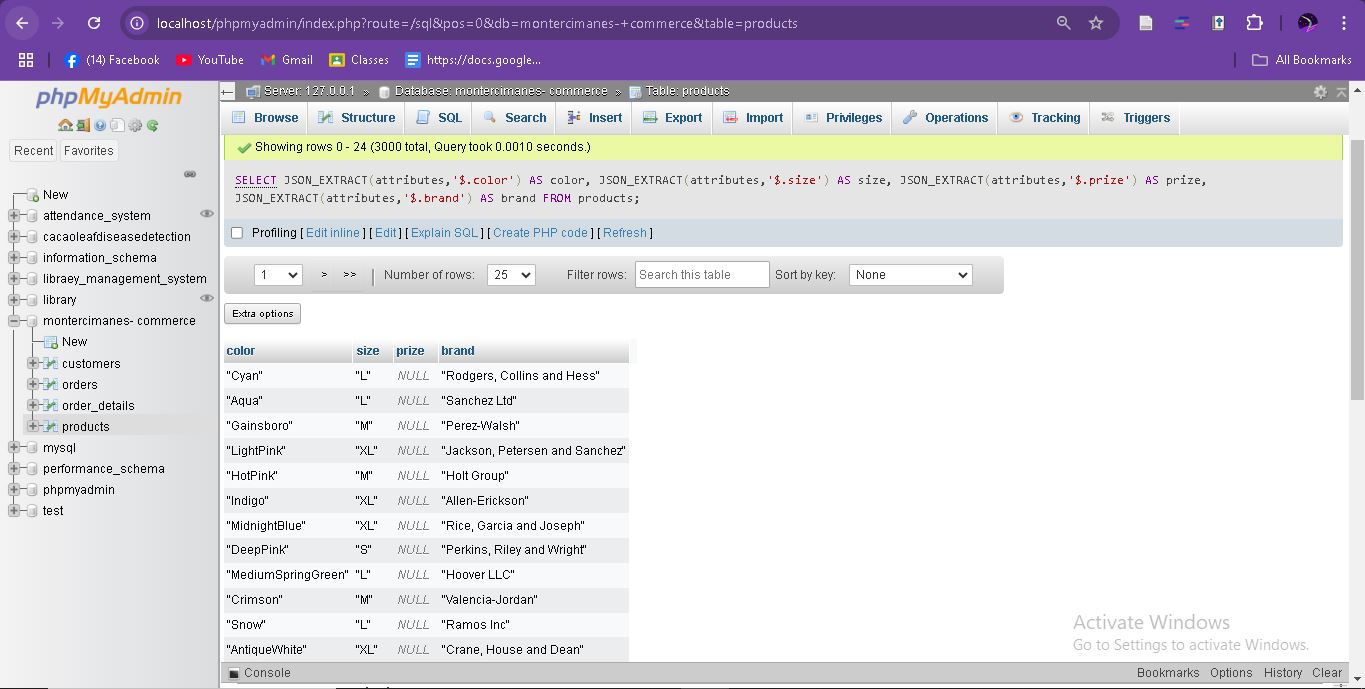 localhost/phpmyadmin/index.php?route=/sql&pos=0&db=montercimanes-+commerce&table=products
(14) Facebook YouTube Gmail Classes https://docs.google... All Bookmarks
phpMyAdmin
Recent Favorites
New
attendance_system
cacaoleafdiseasedetection
information_schema
libraey_management_system
library
montercimanes- commerce
New
customers
orders
order_details
products
mysql
performance_schema
phpmyadmin
test
Server: 127.0.0.1 » Database: montercimanes- commerce » Table: products
Browse Structure SQL Search Insert Export Import Privileges Operations Tracking Triggers
Showing rows 0 - 24 (3000 total, Query took 0.0010 seconds.)
SELECT JSON_EXTRACT(attributes,'$.color') AS color, JSON_EXTRACT(attributes,'$.size') AS size, JSON_EXTRACT(attributes,'$.prize') AS prize,
JSON_EXTRACT(attributes,'$.brand') AS brand FROM products;
Profiling [ Edit inline ] [ Edit ] [ Explain SQL ] [ Create PHP code ] [ Refresh ]
1 > >> | Number of rows: 25 Filter rows: Search this table Sort by key: None
Extra options
color size prize brand
"Cyan" "L" NULL "Rodgers, Collins and Hess"
"Aqua" "L" NULL "Sanchez Ltd"
"Gainsboro" "M" NULL "Perez-Walsh"
"LightPink" "XL" NULL "Jackson, Petersen and Sanchez"
"HotPink" "M" NULL "Holt Group"
"Indigo" "XL" NULL "Allen-Erickson"
"MidnightBlue" "XL" NULL "Rice, Garcia and Joseph"
"DeepPink" "S" NULL "Perkins, Riley and Wright"
"MediumSpringGreen" "L" NULL "Hoover LLC"
"Crimson" "M" NULL "Valencia-Jordan"
"Snow" "L" NULL "Ramos Inc"
"AntiqueWhite" "XL" NULL "Crane, House and Dean"
Activate Windows
Go to Settings to activate Windows.
Console Bookmarks Options History Clear